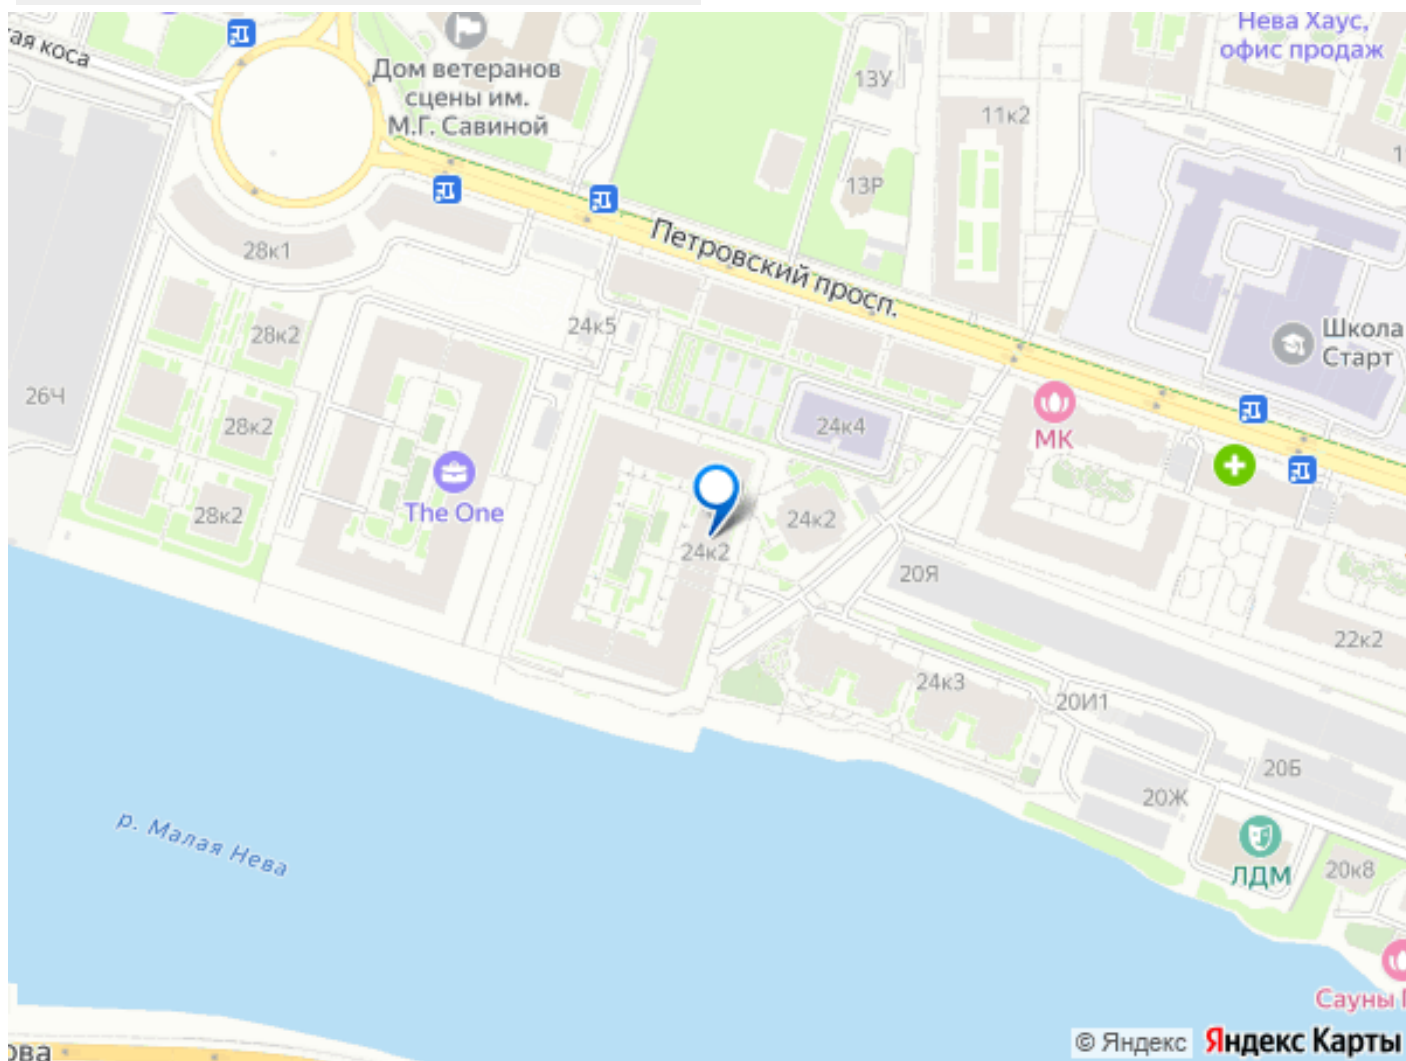 кая коса
Дом ветеранов
сцены им.
М.Г. Савиной
Нева Хаус,
офис продаж
13У
11к2
13Р
Петровский просп.
28к1
28к2
24к5
Школа
Старт
26Ч
28к2
24к4
МК
28к2
The One
24к2
24к2
20Я
22к2
24к3
20И1
20Б
20Ж
р. Малая Нева
ЛДМ
20к8
Сауны
ова
© Яндекс
Яндекс Карты